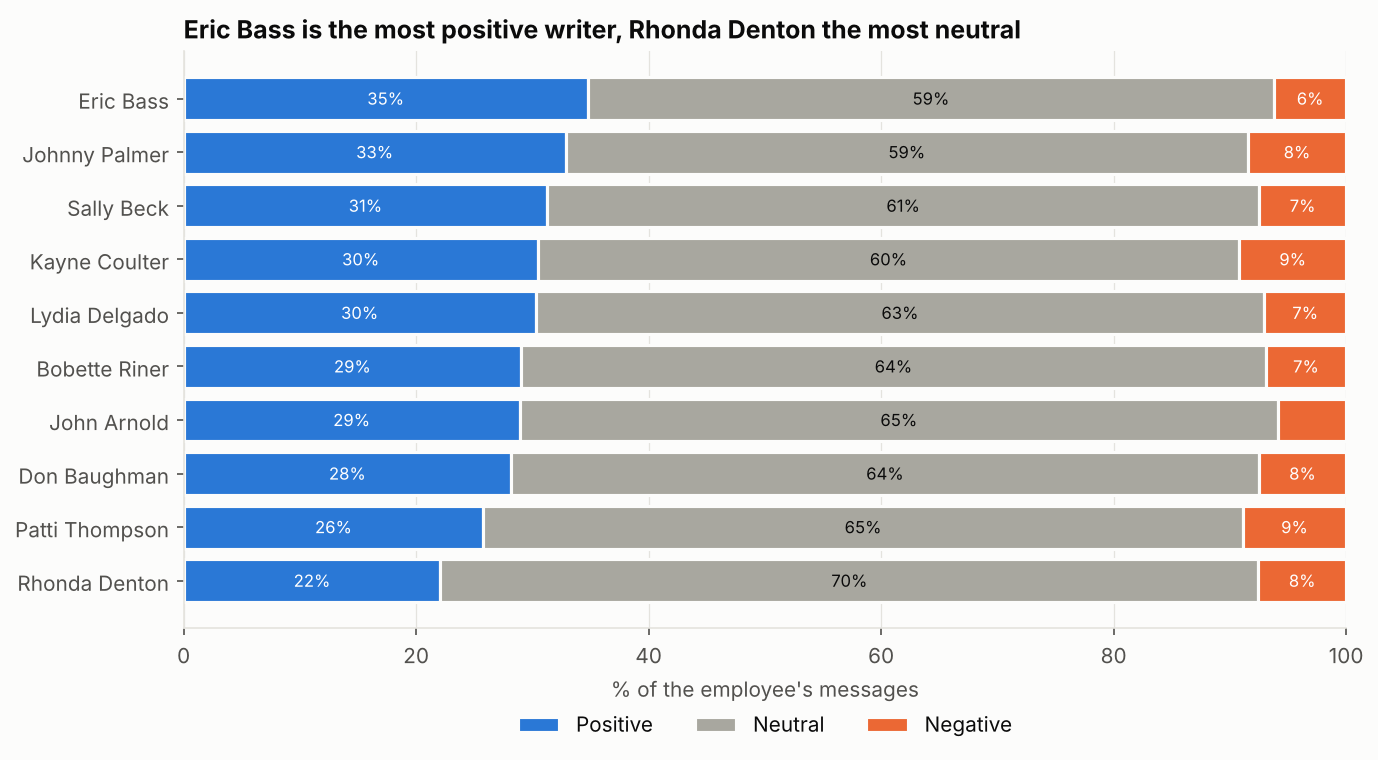 Eric Bass is the most positive writer, Rhonda Denton the most neutral
Eric Bass 35% 59% 6%
Johnny Palmer 33% 59% 8%
Sally Beck 31% 61% 7%
Kayne Coulter 30% 60% 9%
Lydia Delgado 30% 63% 7%
Bobette Riner 29% 64% 7%
John Arnold 29% 65%
Don Baughman 28% 64% 8%
Patti Thompson 26% 65% 9%
Rhonda Denton 22% 70% 8%
0 20 40 60 80 100
% of the employee's messages
Positive Neutral Negative